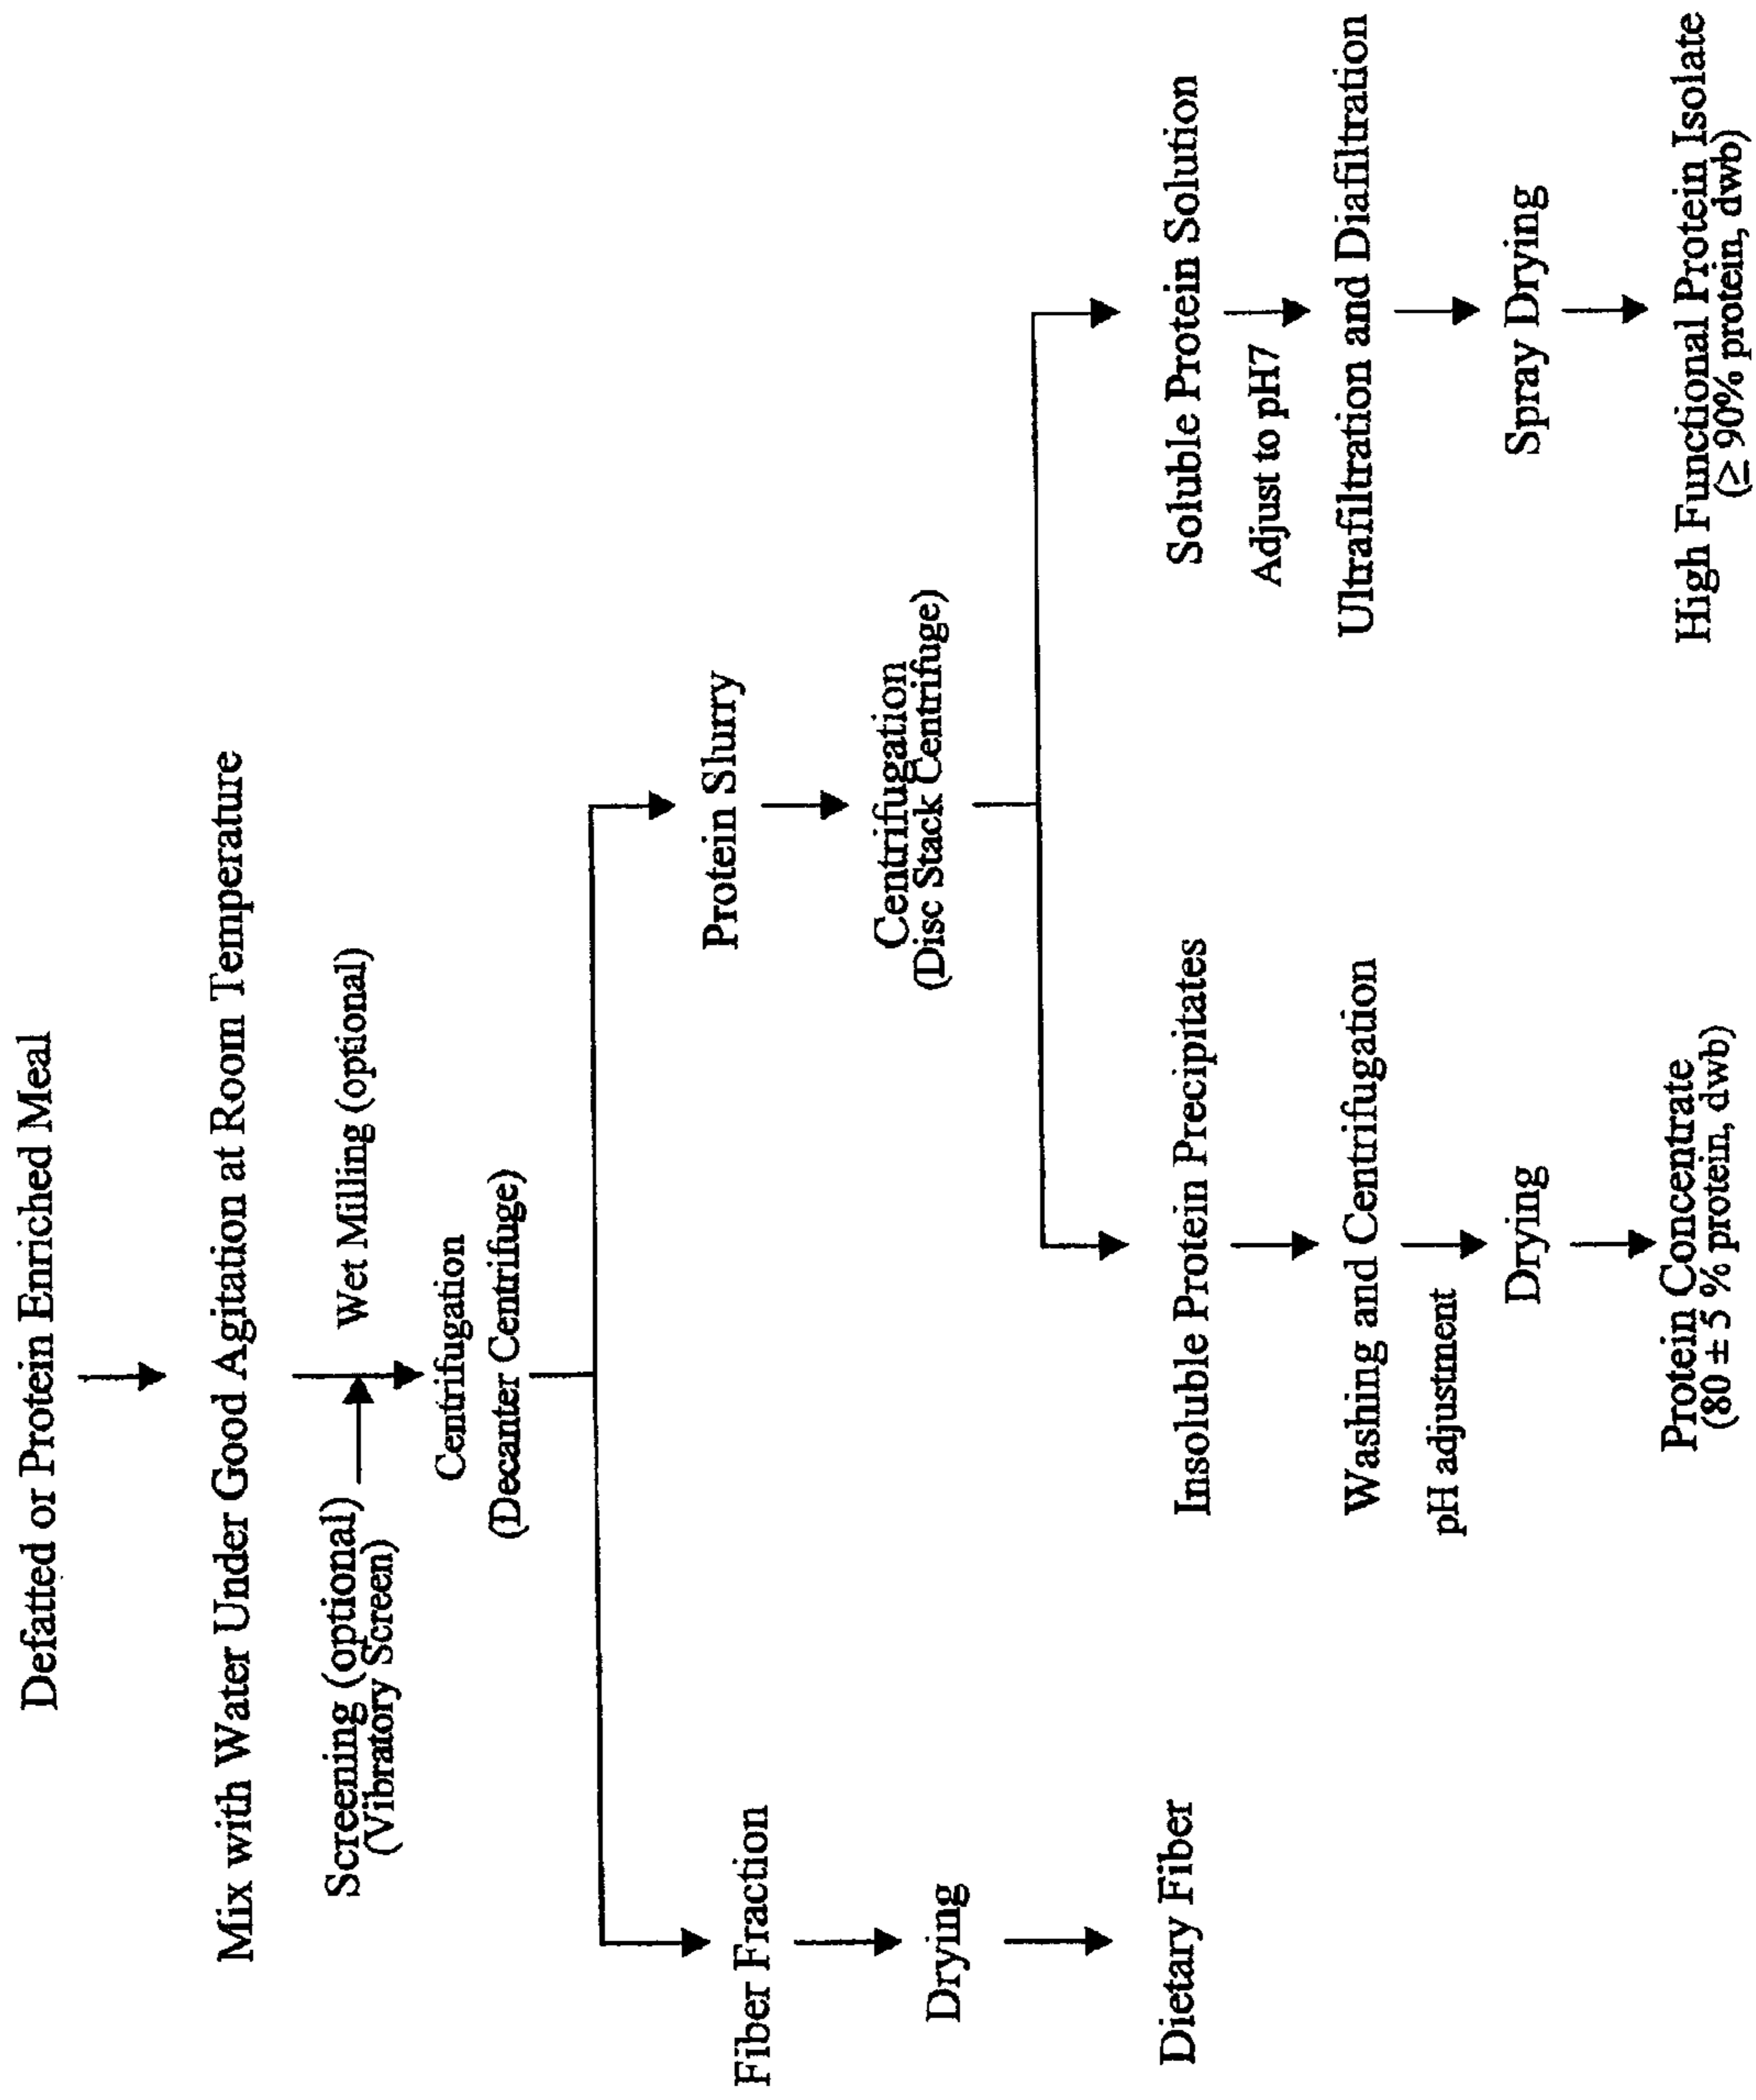 Defatted or Protein Enriched Meal
Mix with Water Under Good Agitation at Room Temperature
Screening (optional)
(Vibratory Screen)
Wet Milling (optional)
Centrifugation
(Decanter Centrifuge)
Fiber Fraction
Drying
Dietary Fiber
Protein Slurry
Centrifugation
(Disc Stack Centrifuge)
Insoluble Protein Precipitates
Washing and Centrifugation
pH adjustment
Drying
Protein Concentrate
(80 ± 5 % protein, dwb)
Soluble Protein Solution
Adjust to pH7
Ultrafiltration and Diafiltration
Spray Drying
High Functional Protein Isolate
(≥ 90% protein, dwb)